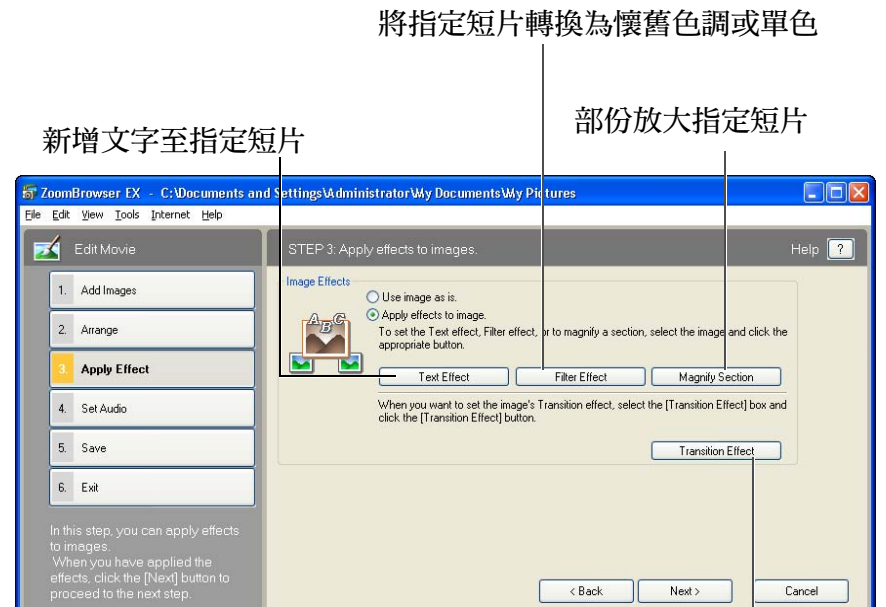 將指定短片轉換為懷舊色調或單色
部份放大指定短片
新增文字至指定短片
ZoomBrowser EX - C:\Documents and Settings\Administrator\My Documents\My Pictures
File Edit View Tools Internet Help
Edit Movie
STEP 3: Apply effects to images.
Help ?
1. Add Images
2. Arrange
3. Apply Effect
4. Set Audio
5. Save
6. Exit
In this step, you can apply effects
to images.
When you have applied the
effects, click the [Next] button to
proceed to the next step.
Image Effects
Use image as is.
Apply effects to image.
To set the Text effect, Filter effect, or to magnify a section, select the image and click the
appropriate button.
ABC
Text Effect Filter Effect Magnify Section
When you want to set the image's Transition effect, select the [Transition Effect] box and
click the [Transition Effect] button.
Transition Effect
< Back Next > Cancel